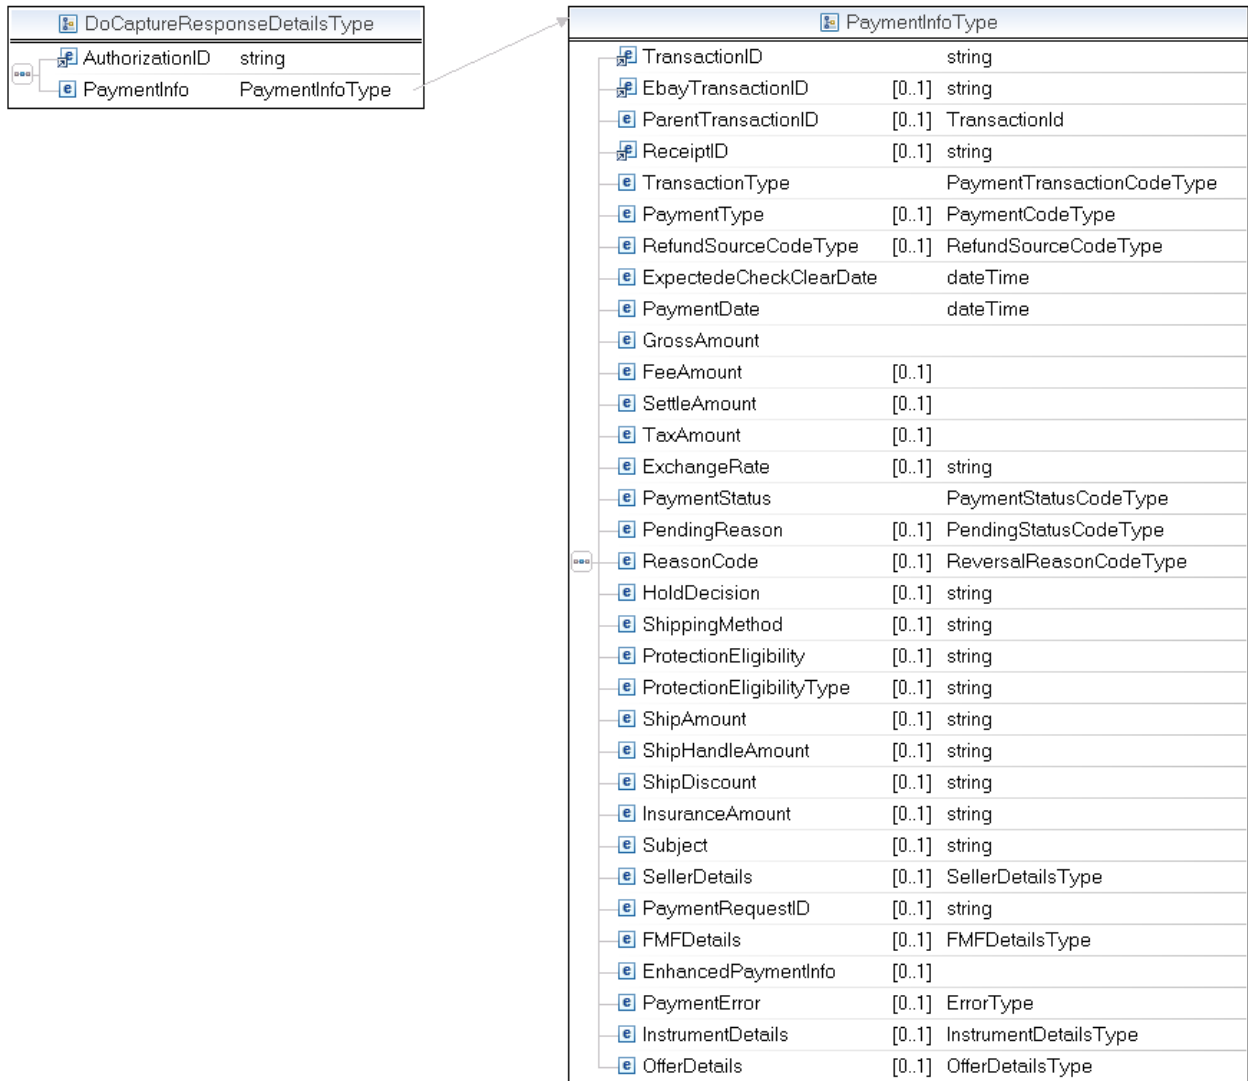 DoCaptureResponseDetailsType
AuthorizationID string
PaymentInfo PaymentInfoType
PaymentInfoType
TransactionID string
EbayTransactionID [0..1] string
ParentTransactionID [0..1] TransactionId
ReceiptID [0..1] string
TransactionType PaymentTransactionCodeType
PaymentType [0..1] PaymentCodeType
RefundSourceCodeType [0..1] RefundSourceCodeType
ExpectedeCheckClearDate dateTime
PaymentDate dateTime
GrossAmount
FeeAmount [0..1]
SettleAmount [0..1]
TaxAmount [0..1]
ExchangeRate [0..1] string
PaymentStatus PaymentStatusCodeType
PendingReason [0..1] PendingStatusCodeType
ReasonCode [0..1] ReversalReasonCodeType
HoldDecision [0..1] string
ShippingMethod [0..1] string
ProtectionEligibility [0..1] string
ProtectionEligibilityType [0..1] string
ShipAmount [0..1] string
ShipHandleAmount [0..1] string
ShipDiscount [0..1] string
InsuranceAmount [0..1] string
Subject [0..1] string
SellerDetails [0..1] SellerDetailsType
PaymentRequestID [0..1] string
FMFDetails [0..1] FMFDetailsType
EnhancedPaymentInfo [0..1]
PaymentError [0..1] ErrorType
InstrumentDetails [0..1] InstrumentDetailsType
OfferDetails [0..1] OfferDetailsType